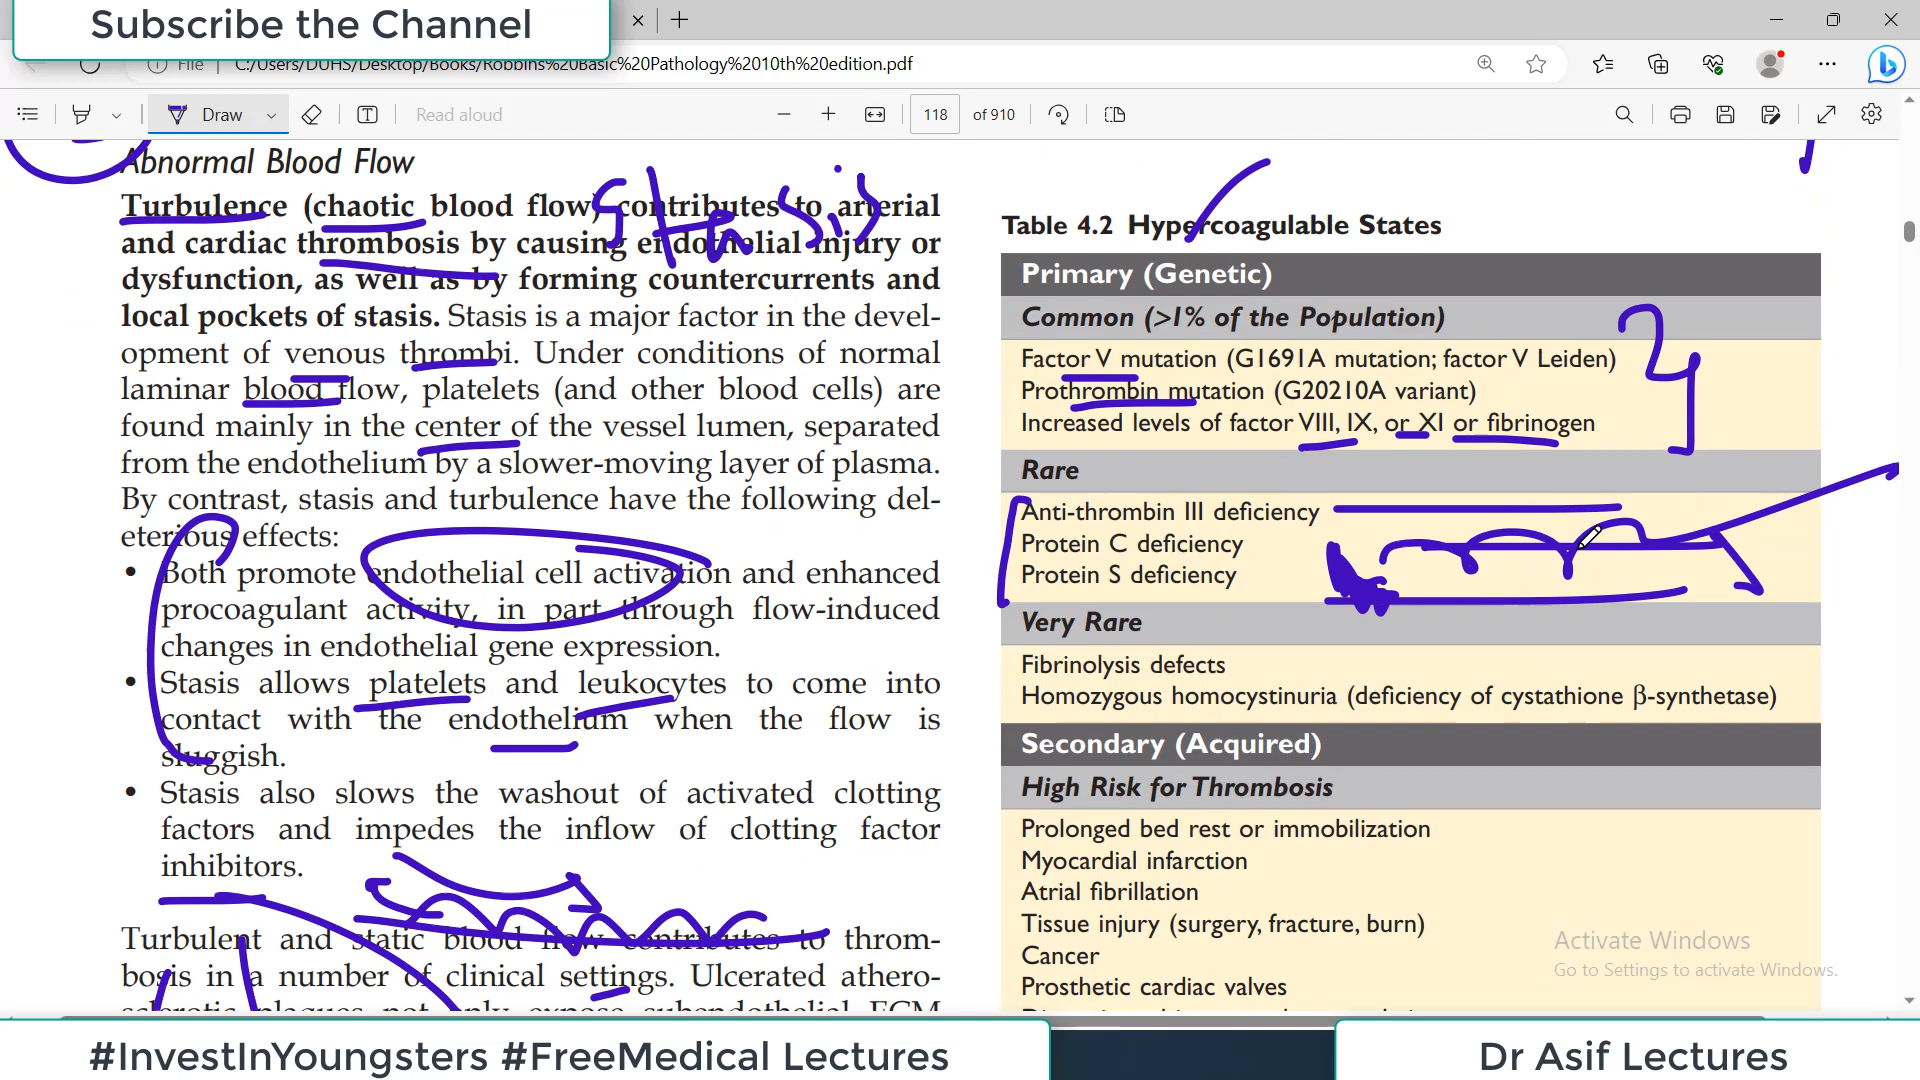 Subscribe the Channel
File
C:/Users/DUHS/Desktop/Books/Robbins%20Basic%20Pathology%2010th%20edition.pdf
Draw
Read aloud
118 of 910
Abnormal Blood Flow
Turbulence (chaotic blood flow) contributes to arterial
and cardiac thrombosis by causing endothelial injury or
dysfunction, as well as by forming countercurrents and
local pockets of stasis. Stasis is a major factor in the devel-
opment of venous thrombi. Under conditions of normal
laminar blood flow, platelets (and other blood cells) are
found mainly in the center of the vessel lumen, separated
from the endothelium by a slower-moving layer of plasma.
By contrast, stasis and turbulence have the following del-
eterious effects:
• Both promote endothelial cell activation and enhanced
procoagulant activity, in part through flow-induced
changes in endothelial gene expression.
• Stasis allows platelets and leukocytes to come into
contact with the endothelium when the flow is
sluggish.
• Stasis also slows the washout of activated clotting
factors and impedes the inflow of clotting factor
inhibitors.
Turbulent and static blood flow contributes to throm-
bosis in a number of clinical settings. Ulcerated athero-
sclerotic plaques not only expose subendothelial ECM
stasis
Table 4.2 Hypercoagulable States
Primary (Genetic)
Common (>1% of the Population)
Factor V mutation (G1691A mutation; factor V Leiden)
Prothrombin mutation (G20210A variant)
Increased levels of factor VIII, IX, or XI or fibrinogen
Rare
Anti-thrombin III deficiency
Protein C deficiency
Protein S deficiency
Very Rare
Fibrinolysis defects
Homozygous homocystinuria (deficiency of cystathione β-synthetase)
Secondary (Acquired)
High Risk for Thrombosis
Prolonged bed rest or immobilization
Myocardial infarction
Atrial fibrillation
Tissue injury (surgery, fracture, burn)
Cancer
Prosthetic cardiac valves
Activate Windows
Go to Settings to activate Windows.
#InvestInYoungsters #FreeMedical Lectures
Dr Asif Lectures